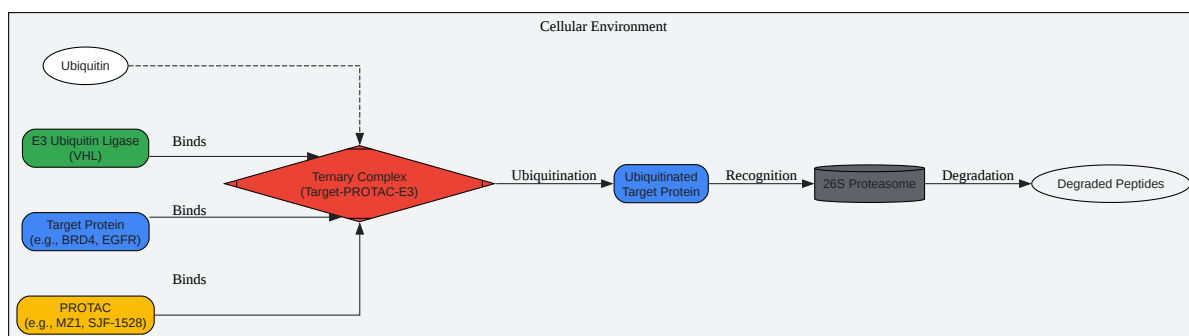 Cellular Environment
Ubiquitin
E3 Ubiquitin Ligase
(VHL)
Binds
Target Protein
(e.g., BRD4, EGFR)
Binds
PROTAC
(e.g., MZ1, SJF-1528)
Binds
Ternary Complex
(Target-PROTAC-E3)
Ubiquitination
Ubiquitinated
Target Protein
Recognition
26S Proteasome
Degradation
Degraded Peptides